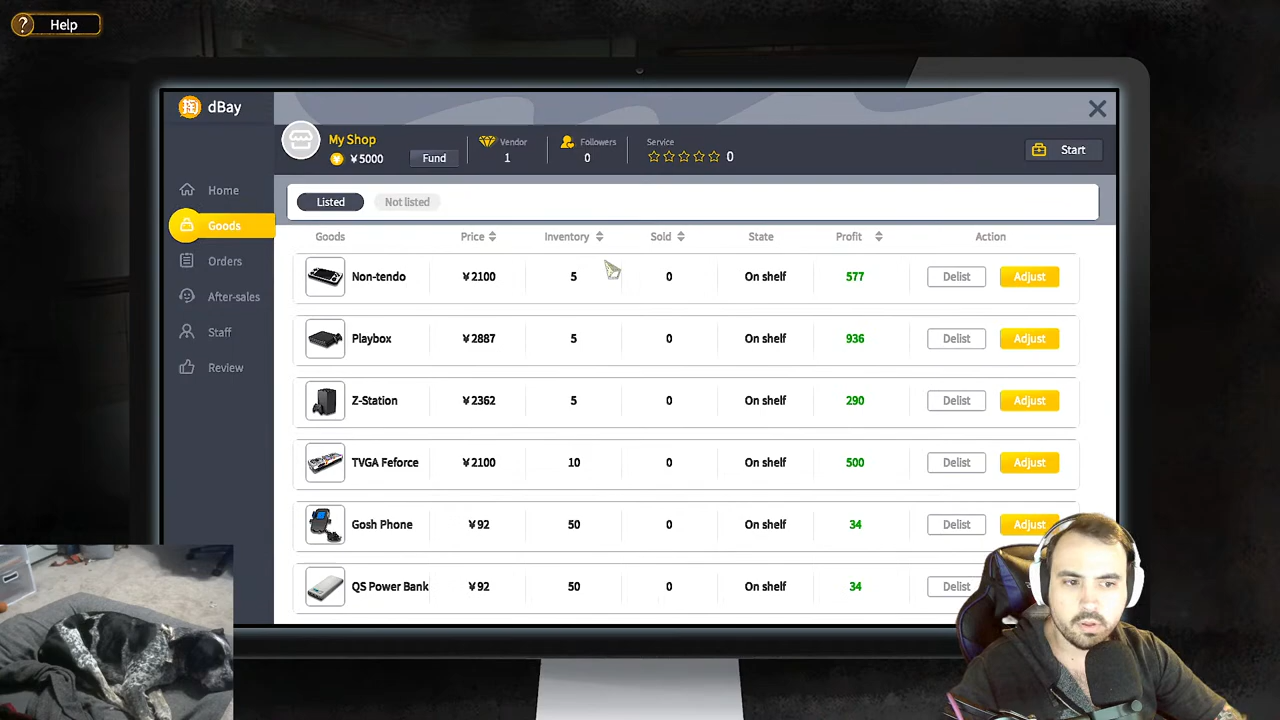 ? Help
掏 dBay
My Shop
¥5000
Fund
Vendor
1
Followers
0
Service
0
Start
Home
Goods
Orders
After-sales
Staff
Review
Listed
Not listed
Goods Price Inventory Sold State Profit Action
Non-tendo ¥2100 5 0 On shelf 577 Delist Adjust
Playbox ¥2887 5 0 On shelf 936 Delist Adjust
Z-Station ¥2362 5 0 On shelf 290 Delist Adjust
TVGA Feforce ¥2100 10 0 On shelf 500 Delist Adjust
Gosh Phone ¥92 50 0 On shelf 34 Delist Adjust
QS Power Bank ¥92 50 0 On shelf 34 Delist